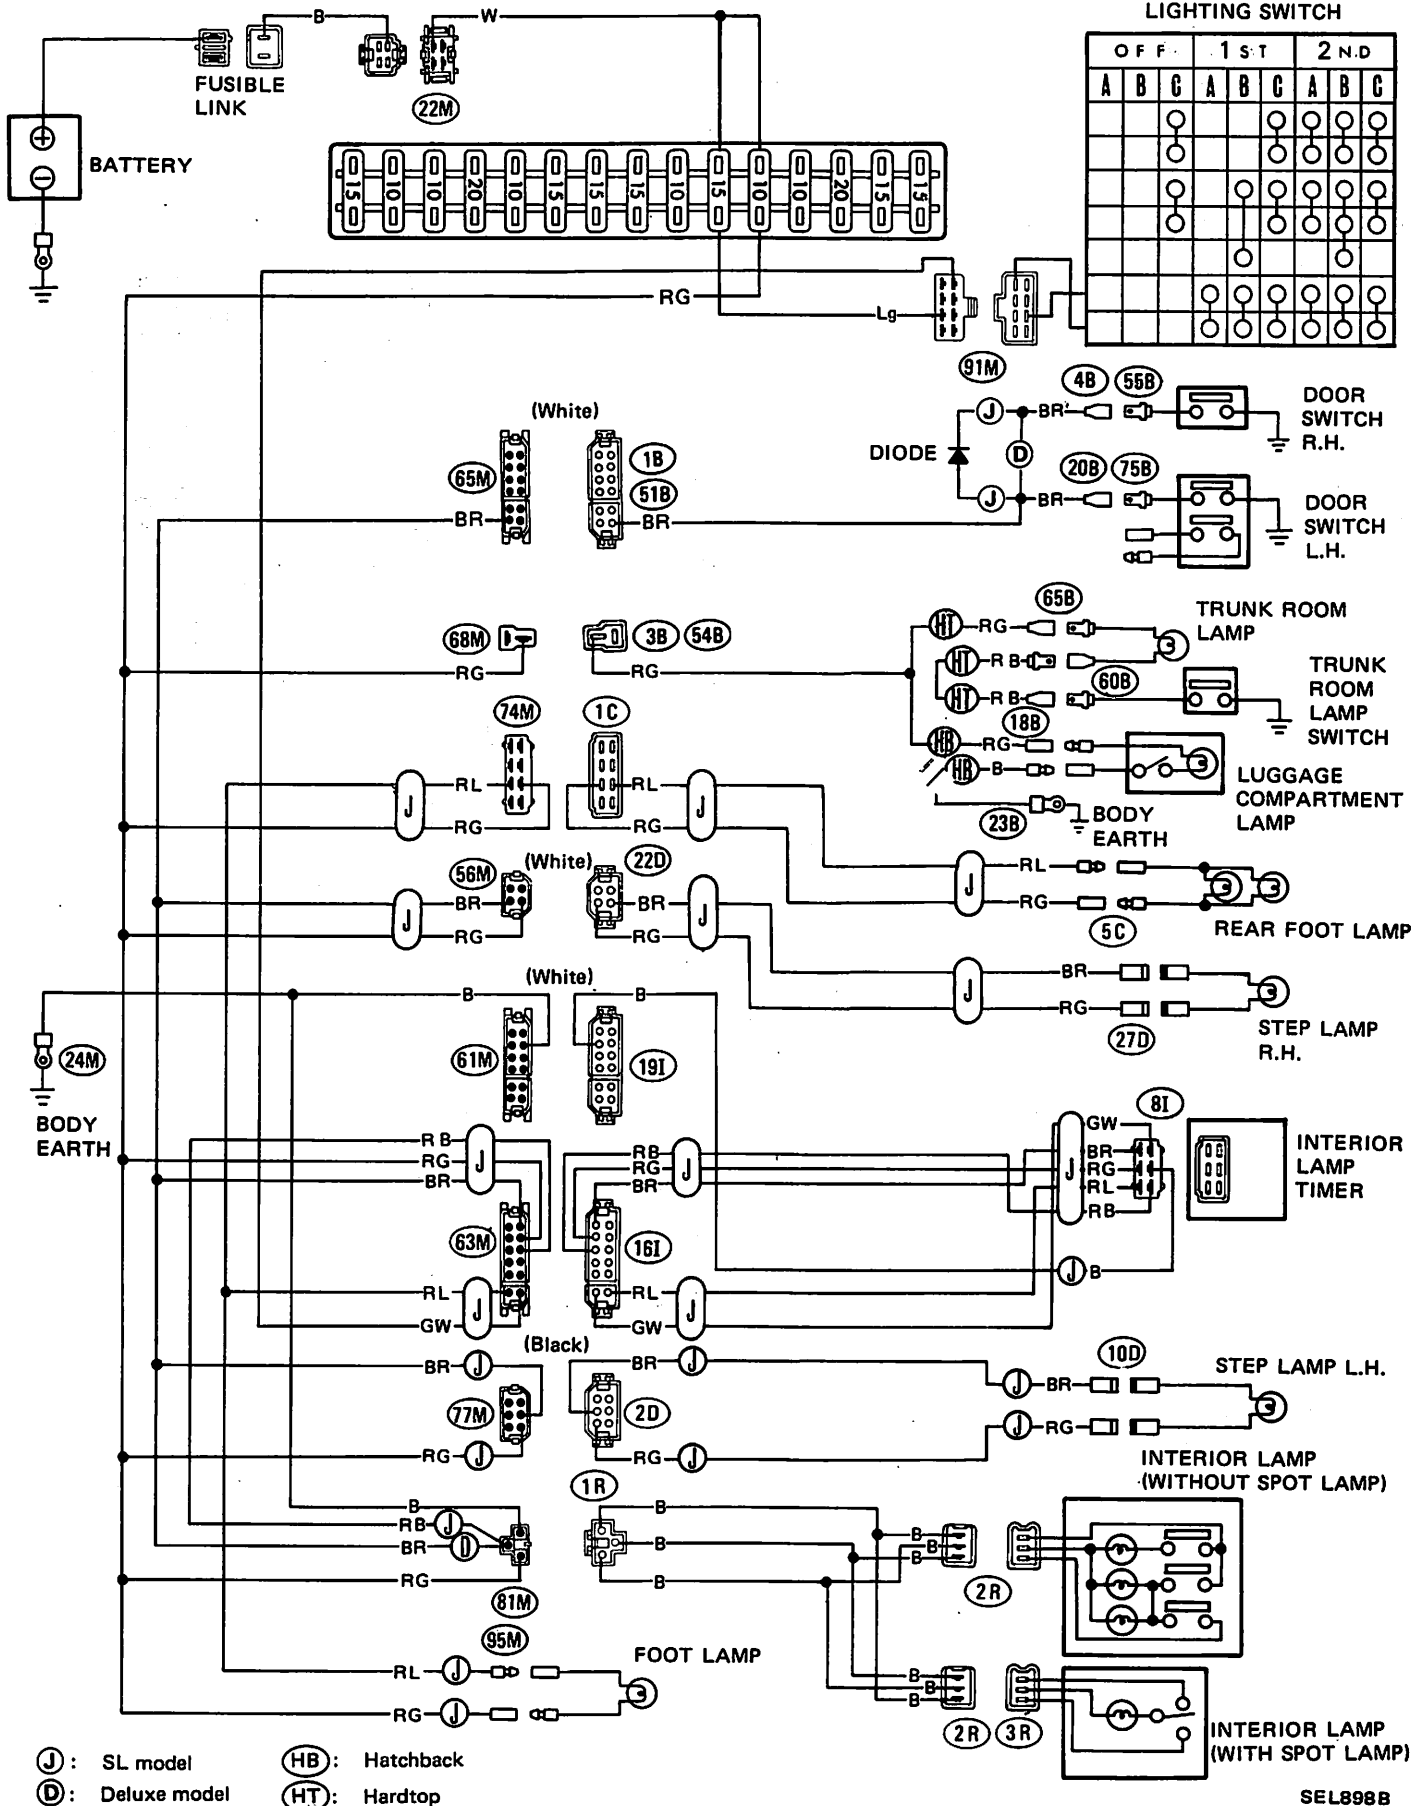 LIGHTING SWITCH
OFF 1ST 2ND
A B C A B C A B C
B
W
FUSIBLE
LINK
22M
BATTERY
15 10 10 20 10 15 15 15 10 15 10 10 20 15 15
RG
Lg
91M
4B 55B
DOOR
SWITCH
R.H.
(White)
J BR
DIODE D
65M 1B
51B
20B 75B
J BR
BR BR
DOOR
SWITCH
L.H.
65B
TRUNK ROOM
LAMP
68M 3B 54B
HT RG
HT RB
RG RG
60B
HT RB
TRUNK
ROOM
LAMP
SWITCH
74M 1C
18B
HB RG
HB B
LUGGAGE
COMPARTMENT
LAMP
RL RL
J J
RG RG
23B
BODY
EARTH
(White)
56M 22D
J RL
RG
5C
REAR FOOT LAMP
BR BR
J J
RG RG
(White)
J BR
RG
27D
STEP LAMP
R.H.
B B
24M
61M 19I
BODY
EARTH
8I
GW
BR
J RG
RL
RB
INTERIOR
LAMP
TIMER
RB RB
RG J RG J
BR BR
63M 16I
J B
RL RL
J J
GW GW
(Black)
BR J BR J
10D
STEP LAMP L.H.
J BR
77M 2D
J RG
RG J RG J
INTERIOR LAMP
(WITHOUT SPOT LAMP)
1R
B B
RB J
BR D B
B
B
B
RG B
81M
2R
95M
FOOT LAMP
RL J
B
B
B
RG J
2R 3R
INTERIOR LAMP
(WITH SPOT LAMP)
J : SL model HB : Hatchback
D : Deluxe model HT : Hardtop
SEL898B